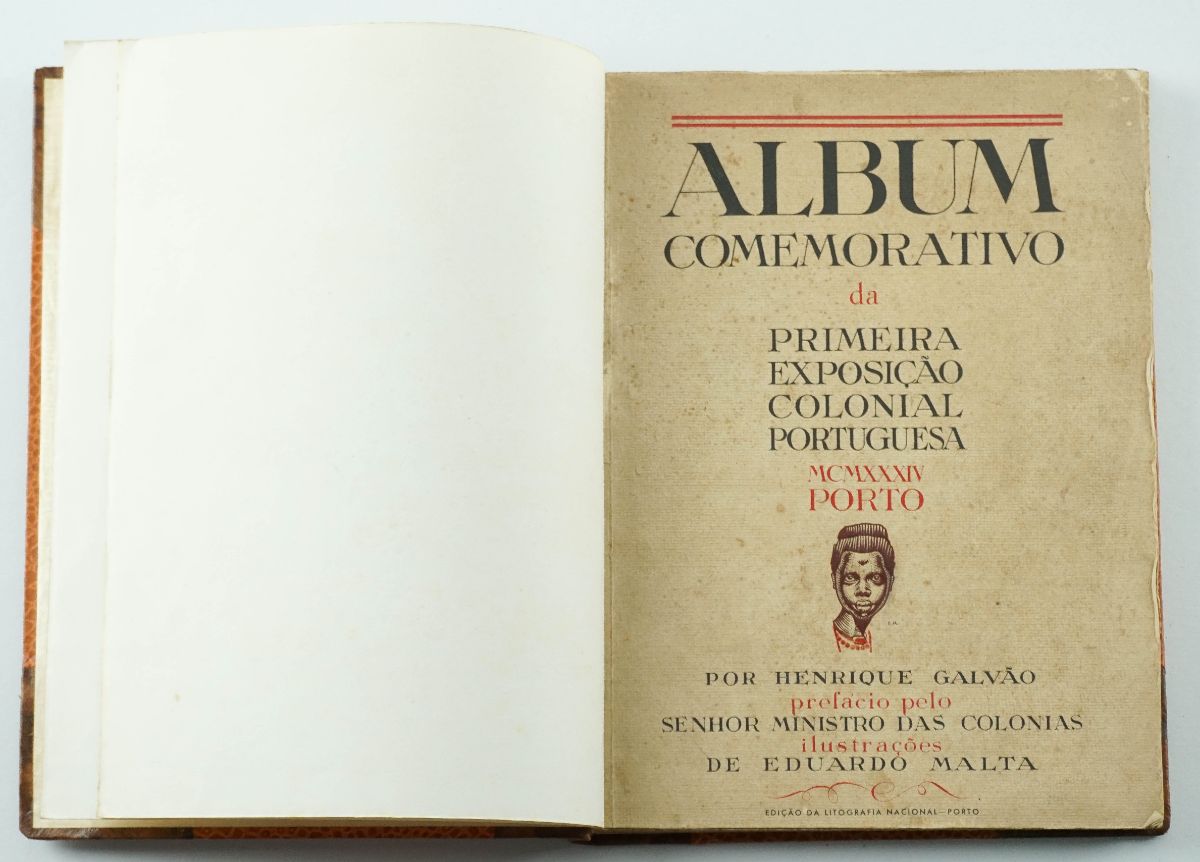 ALBUM
COMEMORATIVO
da
PRIMEIRA
EXPOSIÇÃO
COLONIAL
PORTUGUESA
MCMXXXIV
PORTO
POR HENRIQUE GALVÃO
prefácio pelo
SENHOR MINISTRO DAS COLONIAS
ilustrações
DE EDUARDO MALTA
EDIÇÃO DA LITOGRAFIA NACIONAL—PORTO